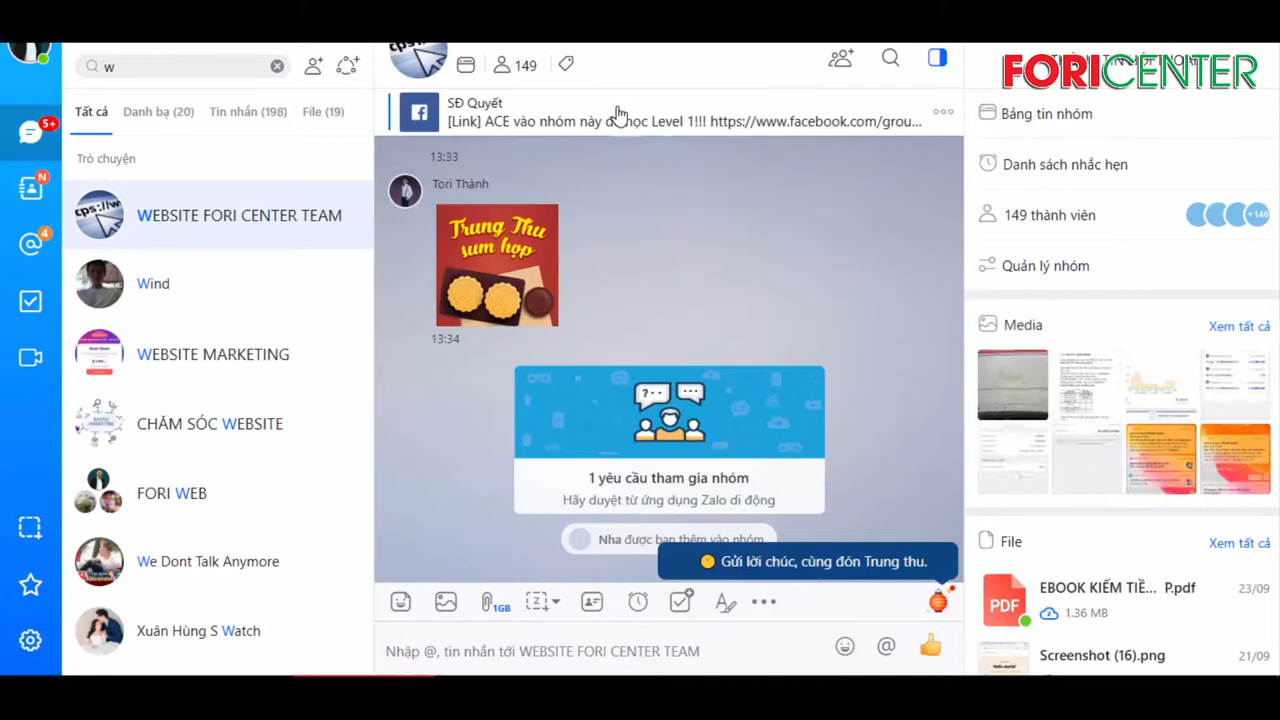 FORICENTER
w
149
Tất cả
Danh bạ (20)
Tin nhắn (198)
File (19)
5+
N
4
Trò chuyện
WEBSITE FORI CENTER TEAM
Wind
WEBSITE MARKETING
CHĂM SÓC WEBSITE
FORI WEB
We Dont Talk Anymore
Xuân Hùng S Watch
SĐ Quyết
[Link] ACE vào nhóm này học Level 1!!! https://www.facebook.com/grou...
13:33
Tori Thành
Trung Thu
sum họp
13:34
1 yêu cầu tham gia nhóm
Hãy duyệt từ ứng dụng Zalo di động
Nha được bạn thêm vào nhóm
Gửi lời chúc, cùng đón Trung thu.
1GB
Nhập @, tin nhắn tới WEBSITE FORI CENTER TEAM
Bảng tin nhóm
Danh sách nhắc hẹn
149 thành viên
+146
Quản lý nhóm
Media
Xem tất cả
File
Xem tất cả
PDF
EBOOK KIẾM TIỀ... P.pdf
23/09
1.36 MB
Screenshot (16).png
21/09